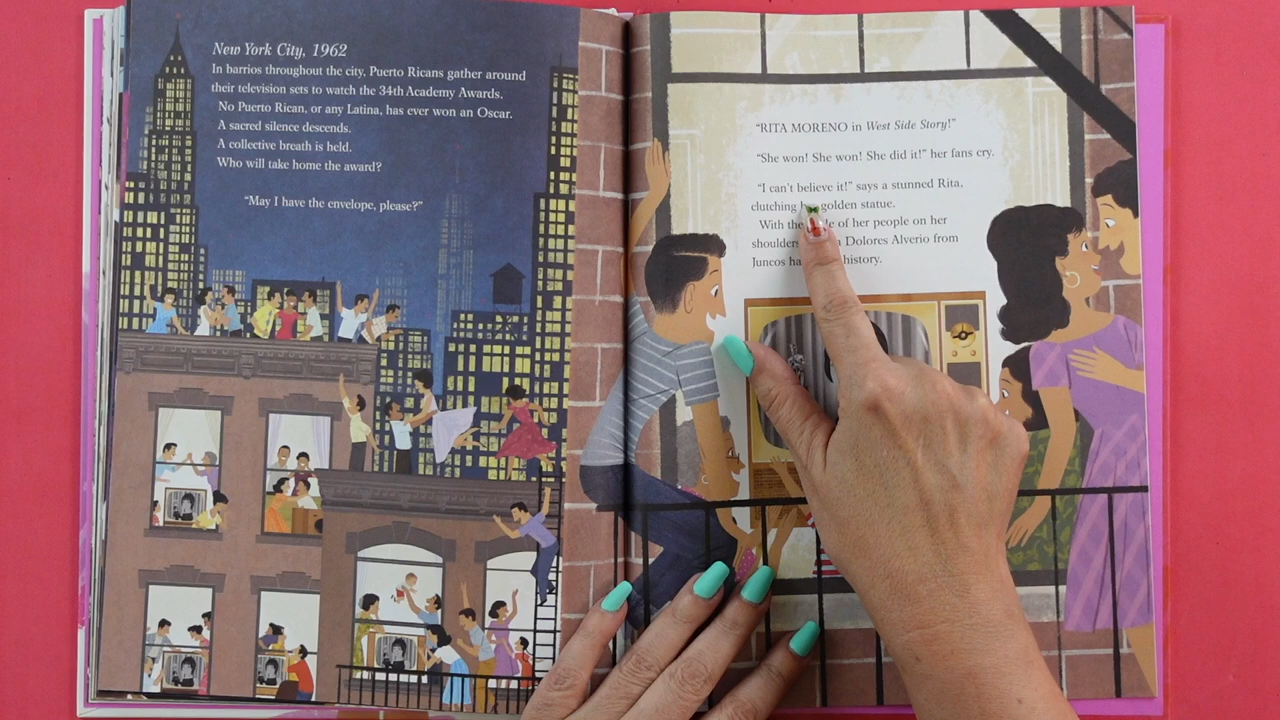 New York City, 1962
In barrios throughout the city, Puerto Ricans gather around
their television sets to watch the 34th Academy Awards.
No Puerto Rican, or any Latina, has ever won an Oscar.
A sacred silence descends.
A collective breath is held.
Who will take home the award?
“May I have the envelope, please?”
“RITA MORENO in West Side Story!”
“She won! She won! She did it!” her fans cry.
“I can't believe it!” says a stunned Rita,
clutching golden statue.
With the of her people on her
shoulders Dolores Alverio from
Juncos history.